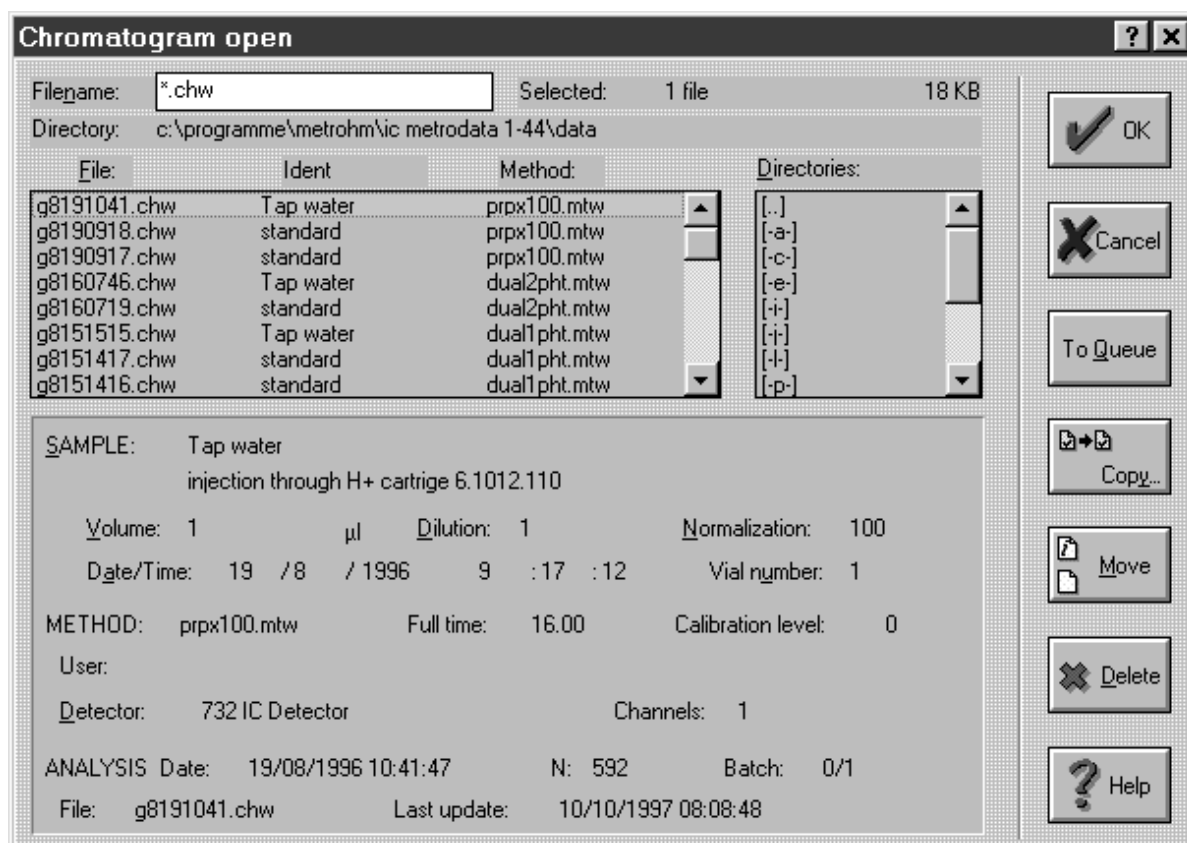 Chromatogram open
Filename: *.chw Selected: 1 file 18 KB
Directory: c:\programme\metrohm\ic metrodata 1-44\data
File: Ident Method: Directories:
g8191041.chw Tap water prpx100.mtw [..]
g8190918.chw standard prpx100.mtw [-a-]
g8190917.chw standard prpx100.mtw [-c-]
g8160746.chw Tap water dual2pht.mtw [-e-]
g8160719.chw standard dual2pht.mtw [-i-]
g8151515.chw Tap water dual1pht.mtw [-j-]
g8151417.chw standard dual1pht.mtw [-l-]
g8151416.chw standard dual1pht.mtw [-p-]
SAMPLE: Tap water
injection through H+ cartrige 6.1012.110
Volume: 1 µl Dilution: 1 Normalization: 100
Date/Time: 19 / 8 / 1996 9 : 17 : 12 Vial number: 1
METHOD: prpx100.mtw Full time: 16.00 Calibration level: 0
User:
Detector: 732 IC Detector Channels: 1
ANALYSIS Date: 19/08/1996 10:41:47 N: 592 Batch: 0/1
File: g8191041.chw Last update: 10/10/1997 08:08:48
OK
Cancel
To Queue
Copy...
Move
Delete
Help